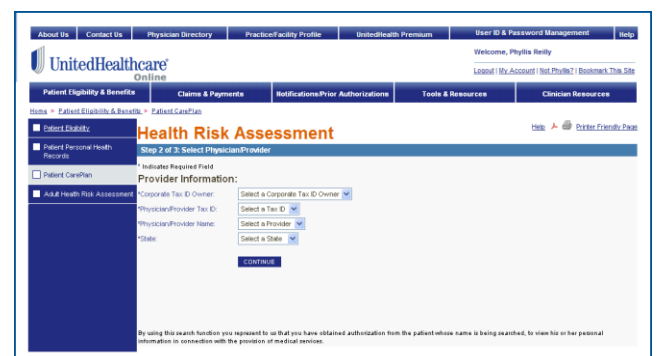 About Us Contact Us Physician Directory Practice/Facility Profile UnitedHealth Premium User ID & Password Management Help
Welcome, Phyllis Reilly
UnitedHealthcare®
Online
Logout | My Account | Not Phyllis? | Bookmark This Site
Patient Eligibility & Benefits Claims & Payments Notifications/Prior Authorizations Tools & Resources Clinician Resources
Home > Patient Eligibility & Benefits > Patient CarePlan
Patient Eligibility
Help Printer Friendly Page
Health Risk Assessment
Patient Personal Health Records
Step 2 of 3: Select Physician/Provider
* Indicates Required Field
Patient CarePlan
Provider Information:
Adult Health Risk Assessment
*Corporate Tax ID Owner: Select a Corporate Tax ID Owner
*Physician/Provider Tax ID: Select a Tax ID
*Physician/Provider Name: Select a Provider
*State: Select a State
CONTINUE
By using this search function you represent to us that you have obtained authorization from the patient whose name is being searched, to view his or her personal
information in connection with the provision of medical services.